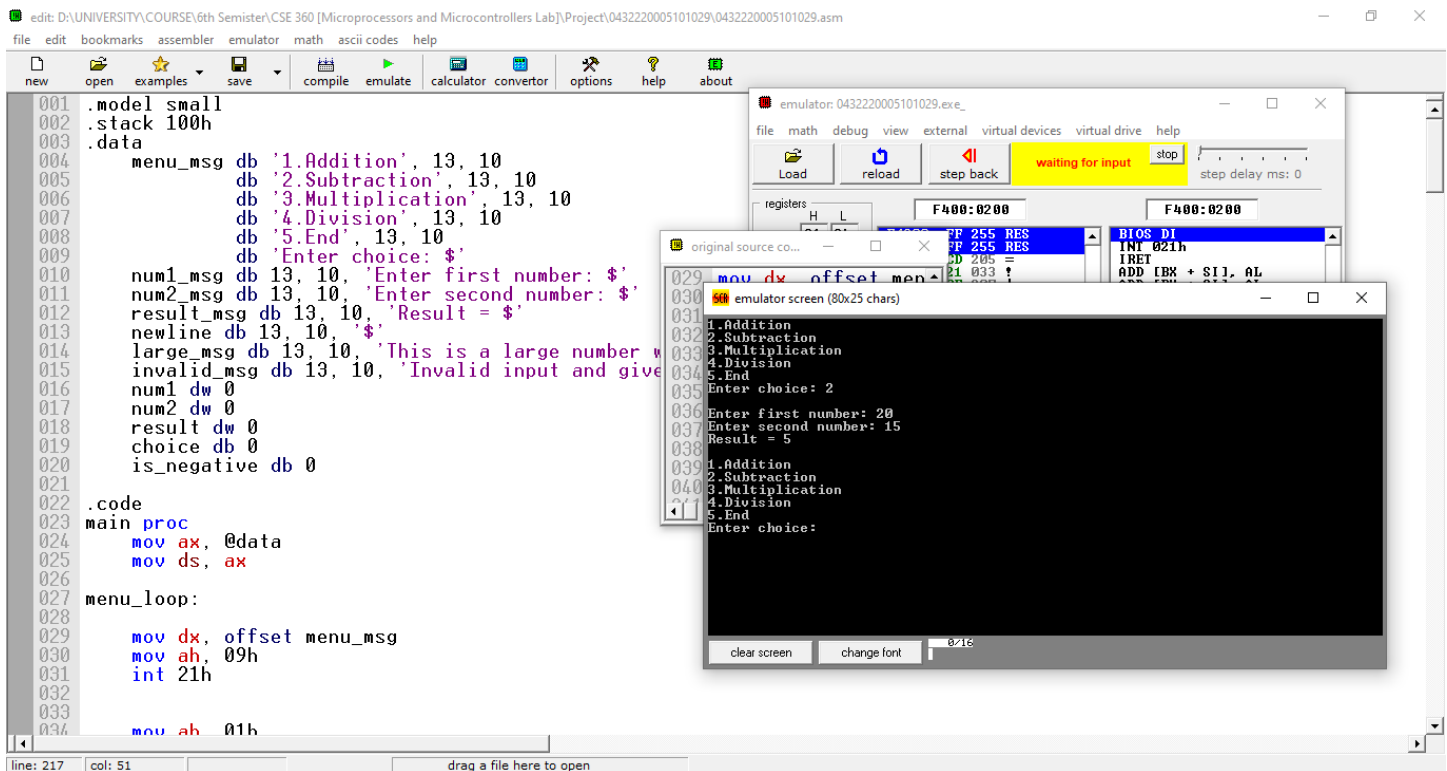 edit: D:\UNIVERSITY\COURSE\6th Semister\CSE 360 [Microprocessors and Microcontrollers Lab]\Project\0432220005101029\0432220005101029.asm
file edit bookmarks assembler emulator math ascii codes help
new open examples save compile emulate calculator convertor options help about
001 .model small
002 .stack 100h
003 .data
004 menu_msg db '1.Addition', 13, 10
005 db '2.Subtraction', 13, 10
006 db '3.Multiplication', 13, 10
007 db '4.Division', 13, 10
008 db '5.End', 13, 10
009 db 'Enter choice: $'
010 num1_msg db 13, 10, 'Enter first number: $'
011 num2_msg db 13, 10, 'Enter second number: $'
012 result_msg db 13, 10, 'Result = $'
013 newline db 13, 10, '$'
014 large_msg db 13, 10, 'This is a large number
015 invalid_msg db 13, 10, 'Invalid input and give
016 num1 dw 0
017 num2 dw 0
018 result dw 0
019 choice db 0
020 is_negative db 0
021
022 .code
023 main proc
024 mov ax, @data
025 mov ds, ax
026
027 menu_loop:
028
029 mov dx, offset menu_msg
030 mov ah, 09h
031 int 21h
032
033
034 mov ah, 01h
line: 217 col: 51 drag a file here to open
emulator: 0432220005101029.exe_
file math debug view external virtual devices virtual drive help
Load reload step back waiting for input stop step delay ms: 0
registers F400:0200 F400:0200
H L
FF 255 RES BIOS DI
FF 255 RES INT 021h
CD 205 = IRET
21 033 ! ADD [BX + SI], AL
original source co...
029 mov dx, offset men
030
031
032
033
034
035
036
037
038
039
040
emulator screen (80x25 chars)
1.Addition
2.Subtraction
3.Multiplication
4.Division
5.End
Enter choice: 2
Enter first number: 20
Enter second number: 15
Result = 5
1.Addition
2.Subtraction
3.Multiplication
4.Division
5.End
Enter choice:
clear screen change font 0/16